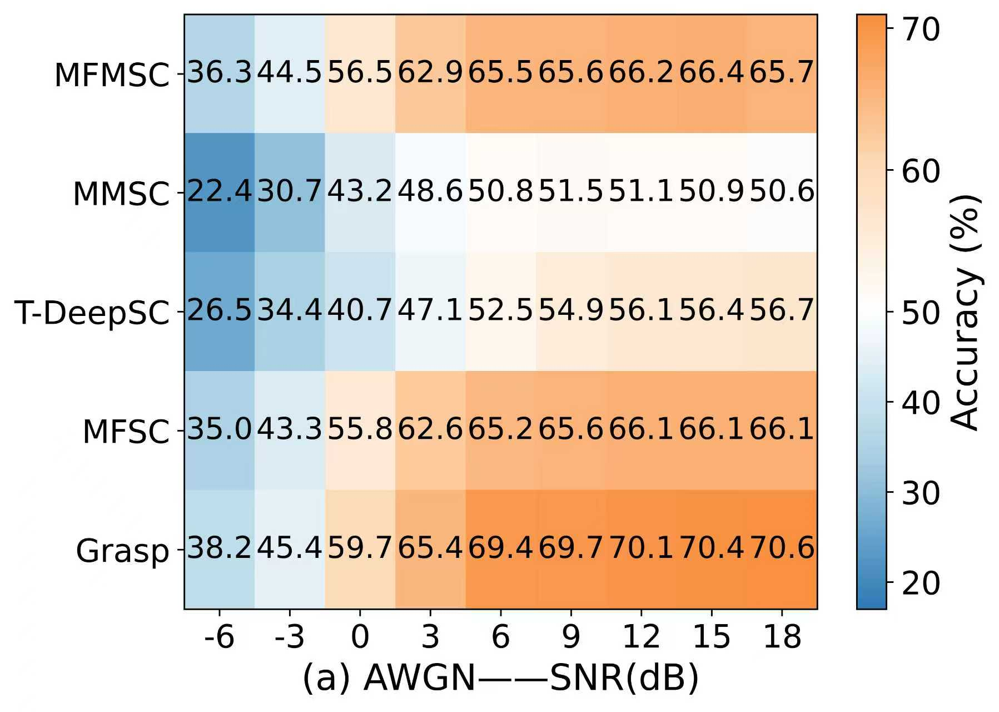 MFMSC 36.3 44.5 56.5 62.9 65.5 65.6 66.2 66.4 65.7
MMSC 22.4 30.7 43.2 48.6 50.8 51.5 51.1 50.9 50.6
T-DeepSC 26.5 34.4 40.7 47.1 52.5 54.9 56.1 56.4 56.7
MFSC 35.0 43.3 55.8 62.6 65.2 65.6 66.1 66.1 66.1
Grasp 38.2 45.4 59.7 65.4 69.4 69.7 70.1 70.4 70.6
-6 -3 0 3 6 9 12 15 18
(a) AWGN——SNR(dB)
70
60
50
40
30
20
Accuracy (%)